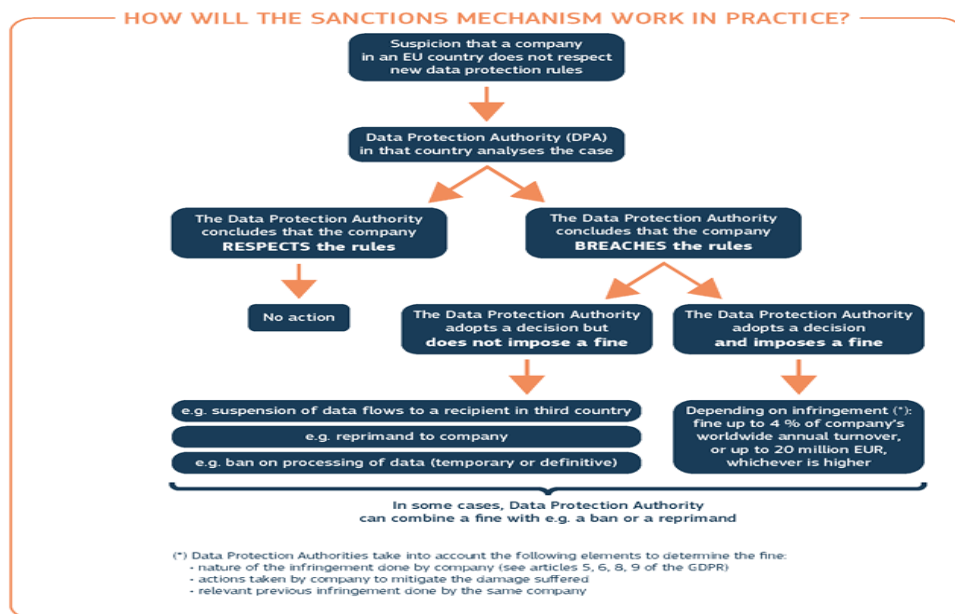 HOW WILL THE SANCTIONS MECHANISM WORK IN PRACTICE?
Suspicion that a company
in an EU country does not respect
new data protection rules
Data Protection Authority (DPA)
in that country analyses the case
The Data Protection Authority
concludes that the company
RESPECTS the rules
The Data Protection Authority
concludes that the company
BREACHES the rules
No action
The Data Protection Authority
adopts a decision but
does not impose a fine
The Data Protection Authority
adopts a decision
and imposes a fine
e.g. suspension of data flows to a recipient in third country
e.g. reprimand to company
e.g. ban on processing of data (temporary or definitive)
Depending on infringement (*):
fine up to 4 % of company's
worldwide annual turnover,
or up to 20 million EUR,
whichever is higher
In some cases, Data Protection Authority
can combine a fine with e.g. a ban or a reprimand
(*) Data Protection Authorities take into account the following elements to determine the fine:
- nature of the infringement done by company (see articles 5, 6, 8, 9 of the GDPR)
- actions taken by company to mitigate the damage suffered
- relevant previous infringement done by the same company